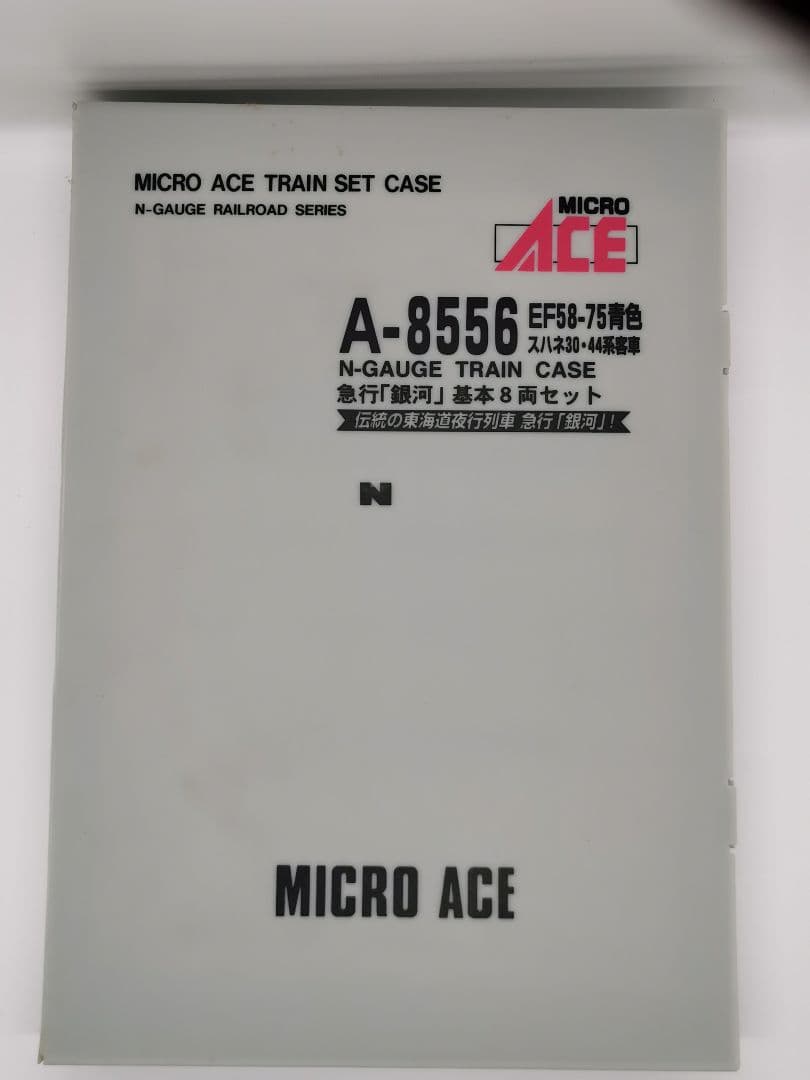 MICRO ACE TRAIN SET CASE
N-GAUGE RAILROAD SERIES
MICRO
ACE
A-8556 EF58-75青色
スハネ30・44系客車
N-GAUGE TRAIN CASE
急行「銀河」 基本8両セット
伝統の東海道夜行列車 急行「銀河」!
N
MICRO ACE